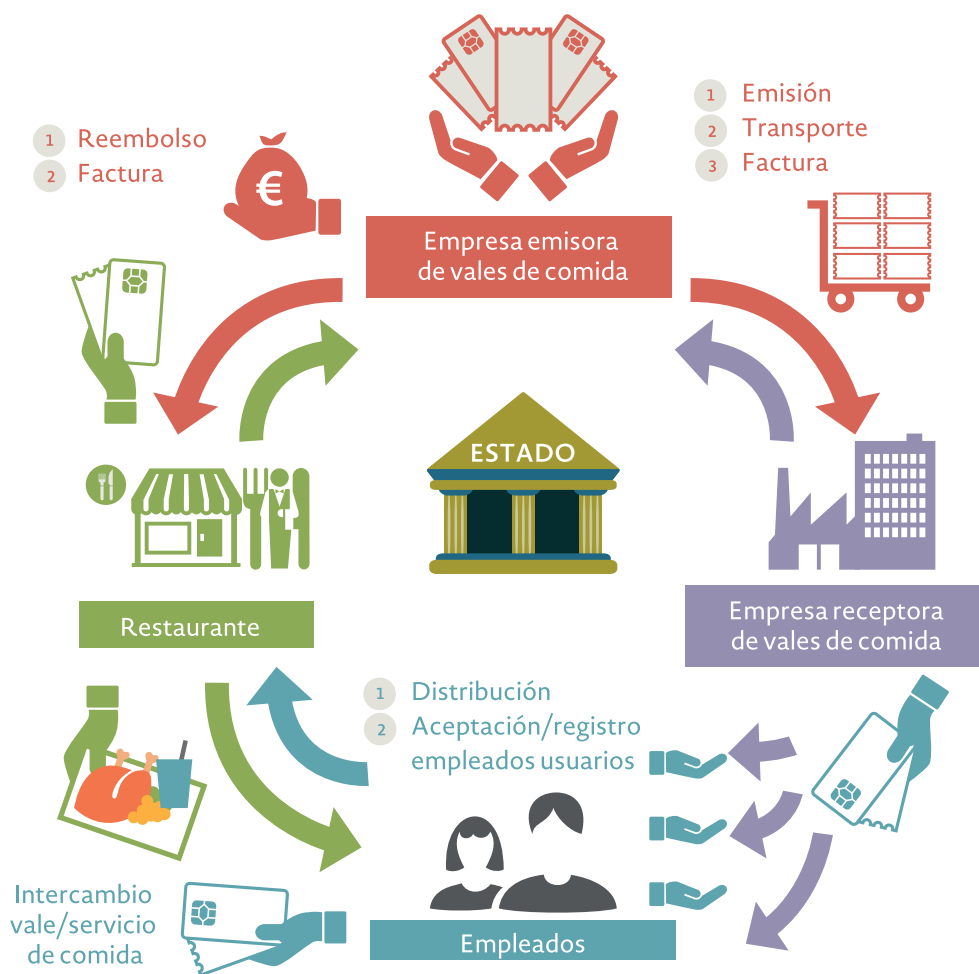 1 Reembolso
2 Factura
€
1 Emisión
2 Transporte
3 Factura
Empresa emisora
de vales de comida
ESTADO
Restaurante
Empresa receptora
de vales de comida
1 Distribución
2 Aceptación/registro
empleados usuarios
Intercambio
vale/servicio
de comida
Empleados